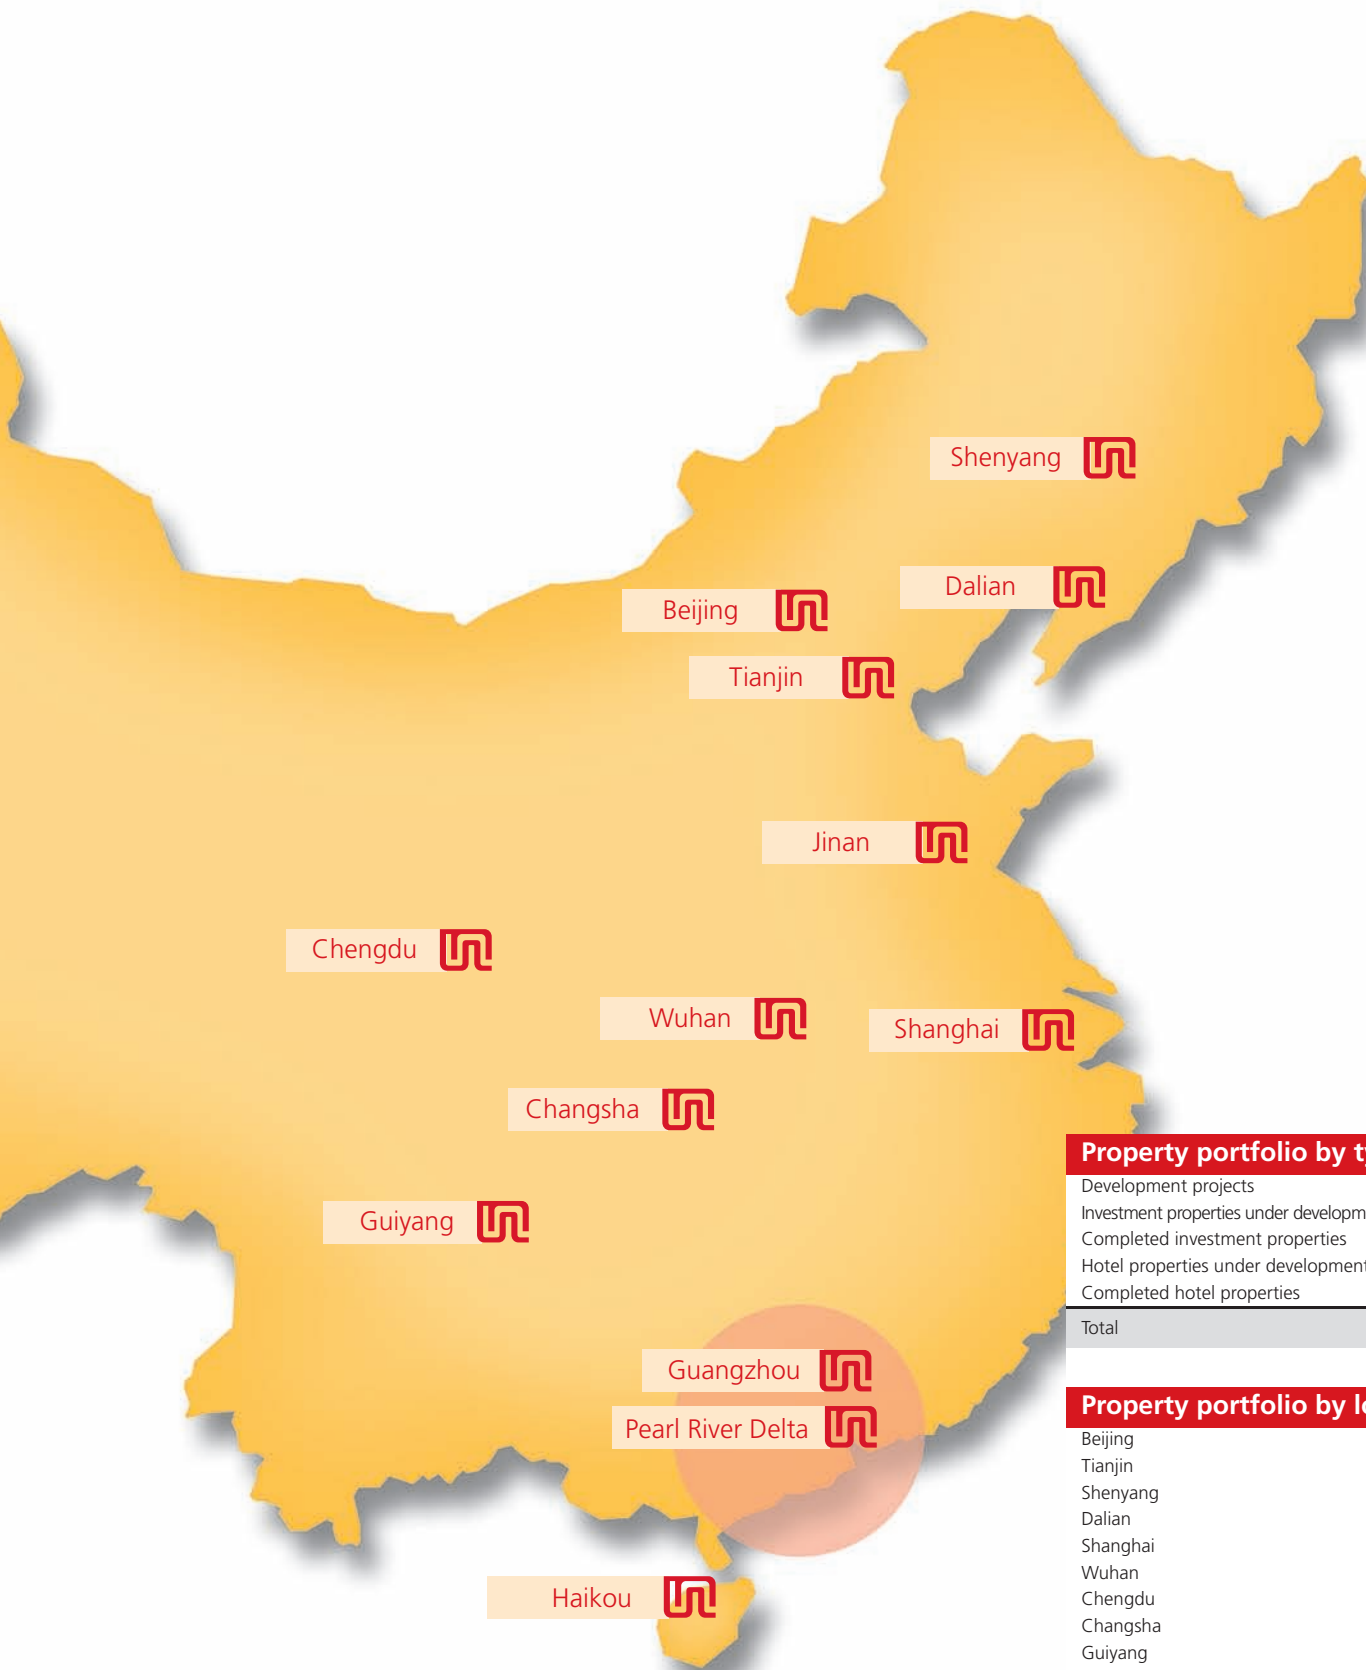 Shenyang
Dalian
Beijing
Tianjin
Jinan
Chengdu
Wuhan
Shanghai
Changsha
Guiyang
Guangzhou
Pearl River Delta
Haikou
Property portfolio by
Development projects
Investment properties under
Completed investment properties
Hotel properties under development
Completed hotel properties
Total
Property portfolio by
Beijing
Tianjin
Shenyang
Dalian
Shanghai
Wuhan
Chengdu
Changsha
Guiyang